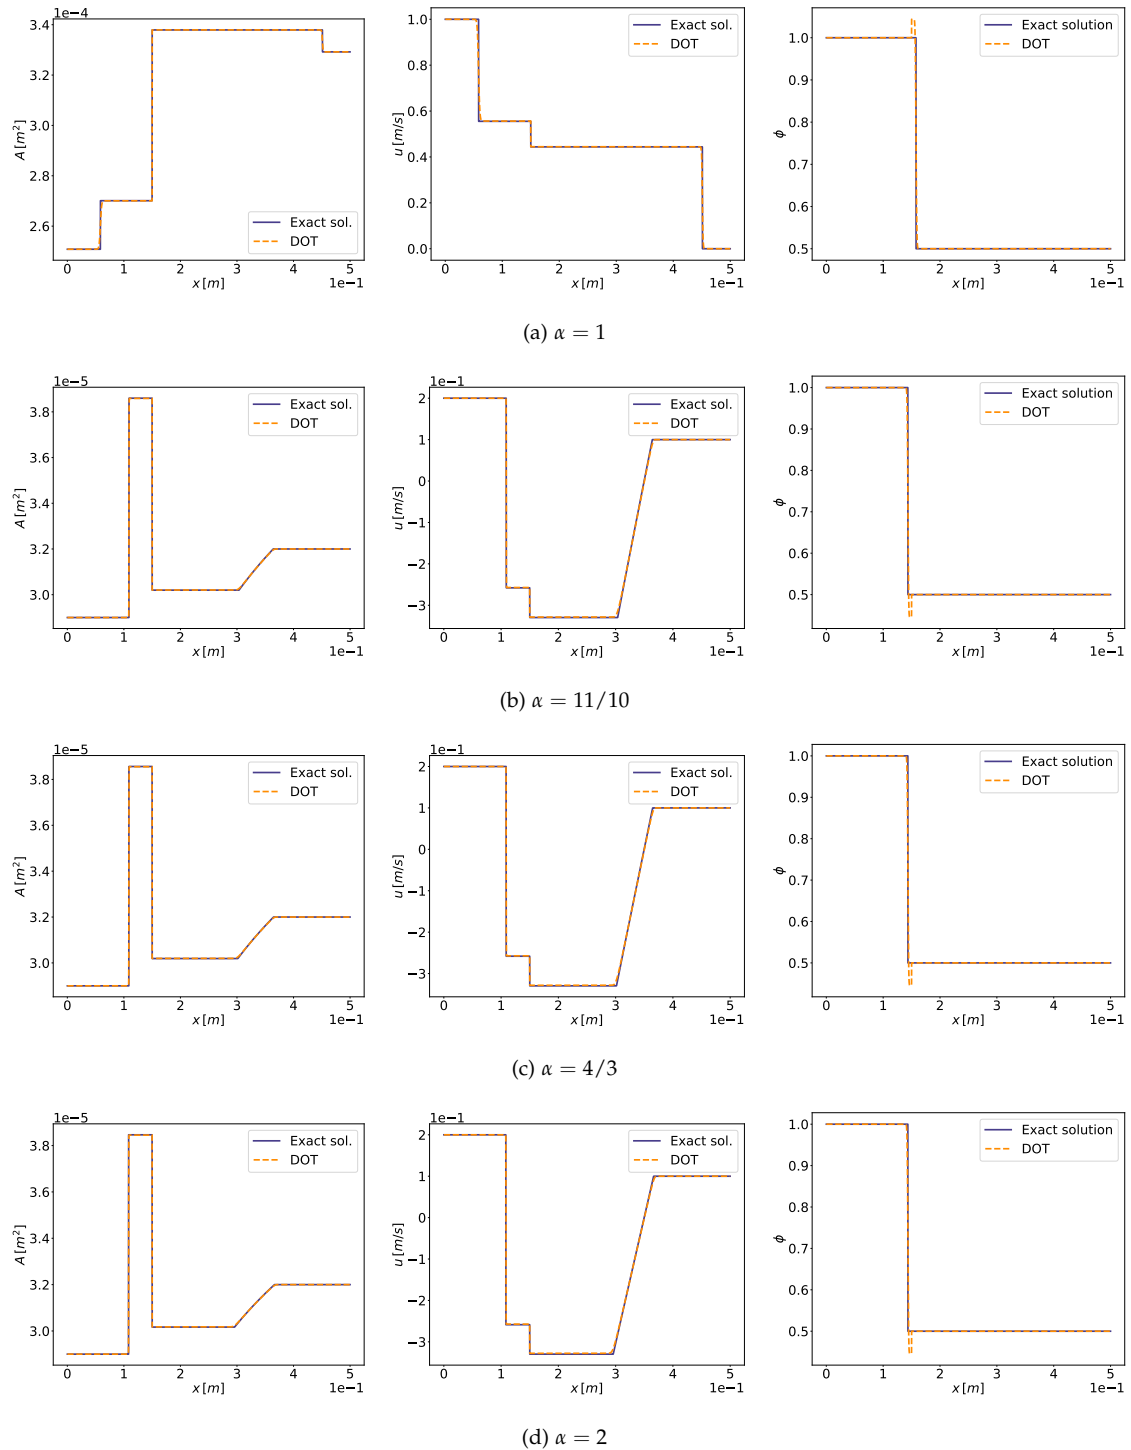 1e−4
3.4
3.2
3.0
2.8
2.6
A [m²]
Exact sol.
DOT
0 1 2 3 4 5
x [m] 1e−1
1.0
0.8
0.6
0.4
0.2
0.0
u [m/s]
Exact sol.
DOT
0 1 2 3 4 5
x [m] 1e−1
1.0
0.9
0.8
0.7
0.6
0.5
ϕ
Exact solution
DOT
0 1 2 3 4 5
x [m] 1e−1
(a) α = 1
1e−5
3.8
3.6
3.4
3.2
3.0
A [m²]
Exact sol.
DOT
0 1 2 3 4 5
x [m] 1e−1
1e−1
2
1
0
−1
−2
−3
u [m/s]
Exact sol.
DOT
0 1 2 3 4 5
x [m] 1e−1
1.0
0.9
0.8
0.7
0.6
0.5
ϕ
Exact solution
DOT
0 1 2 3 4 5
x [m] 1e−1
(b) α = 11/10
1e−5
3.8
3.6
3.4
3.2
3.0
A [m²]
Exact sol.
DOT
0 1 2 3 4 5
x [m] 1e−1
1e−1
2
1
0
−1
−2
−3
u [m/s]
Exact sol.
DOT
0 1 2 3 4 5
x [m] 1e−1
1.0
0.9
0.8
0.7
0.6
0.5
ϕ
Exact solution
DOT
0 1 2 3 4 5
x [m] 1e−1
(c) α = 4/3
1e−5
3.8
3.6
3.4
3.2
3.0
A [m²]
Exact sol.
DOT
0 1 2 3 4 5
x [m] 1e−1
1e−1
2
1
0
−1
−2
−3
u [m/s]
Exact sol.
DOT
0 1 2 3 4 5
x [m] 1e−1
1.0
0.9
0.8
0.7
0.6
0.5
ϕ
Exact solution
DOT
0 1 2 3 4 5
x [m] 1e−1
(d) α = 2